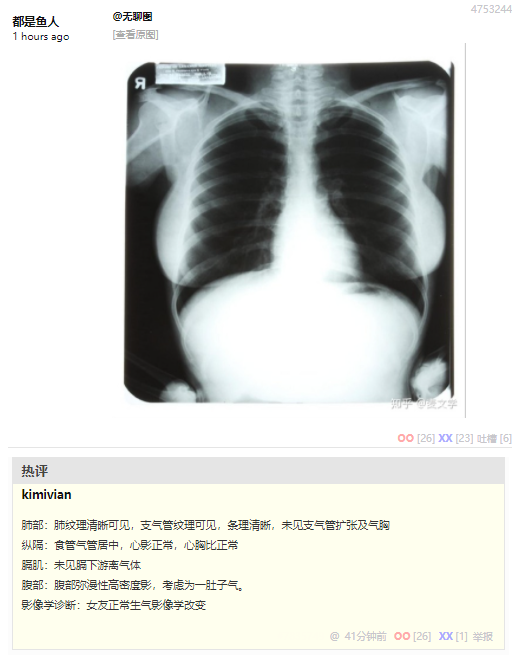 4753244
都是鱼人
@无聊图
1 hours ago
[查看原图]
R
知乎
OO [26] XX [23] 吐槽 [6]
热评
kimivian
肺部：肺纹理清晰可见，支气管纹理可见，条理清晰，未见支气管扩张及气胸
纵隔：食管气管居中，心影正常，心胸比正常
膈肌：未见膈下游离气体
腹部：腹部弥漫性高密度影，考虑为一肚子气。
影像学诊断：女友正常生气影像学改变
@ 41分钟前 OO [26] XX [1] 举报